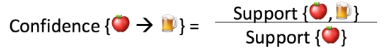 Confidence {🍎 → 🍺} = Support {🍎, 🍺}
Support {🍎}